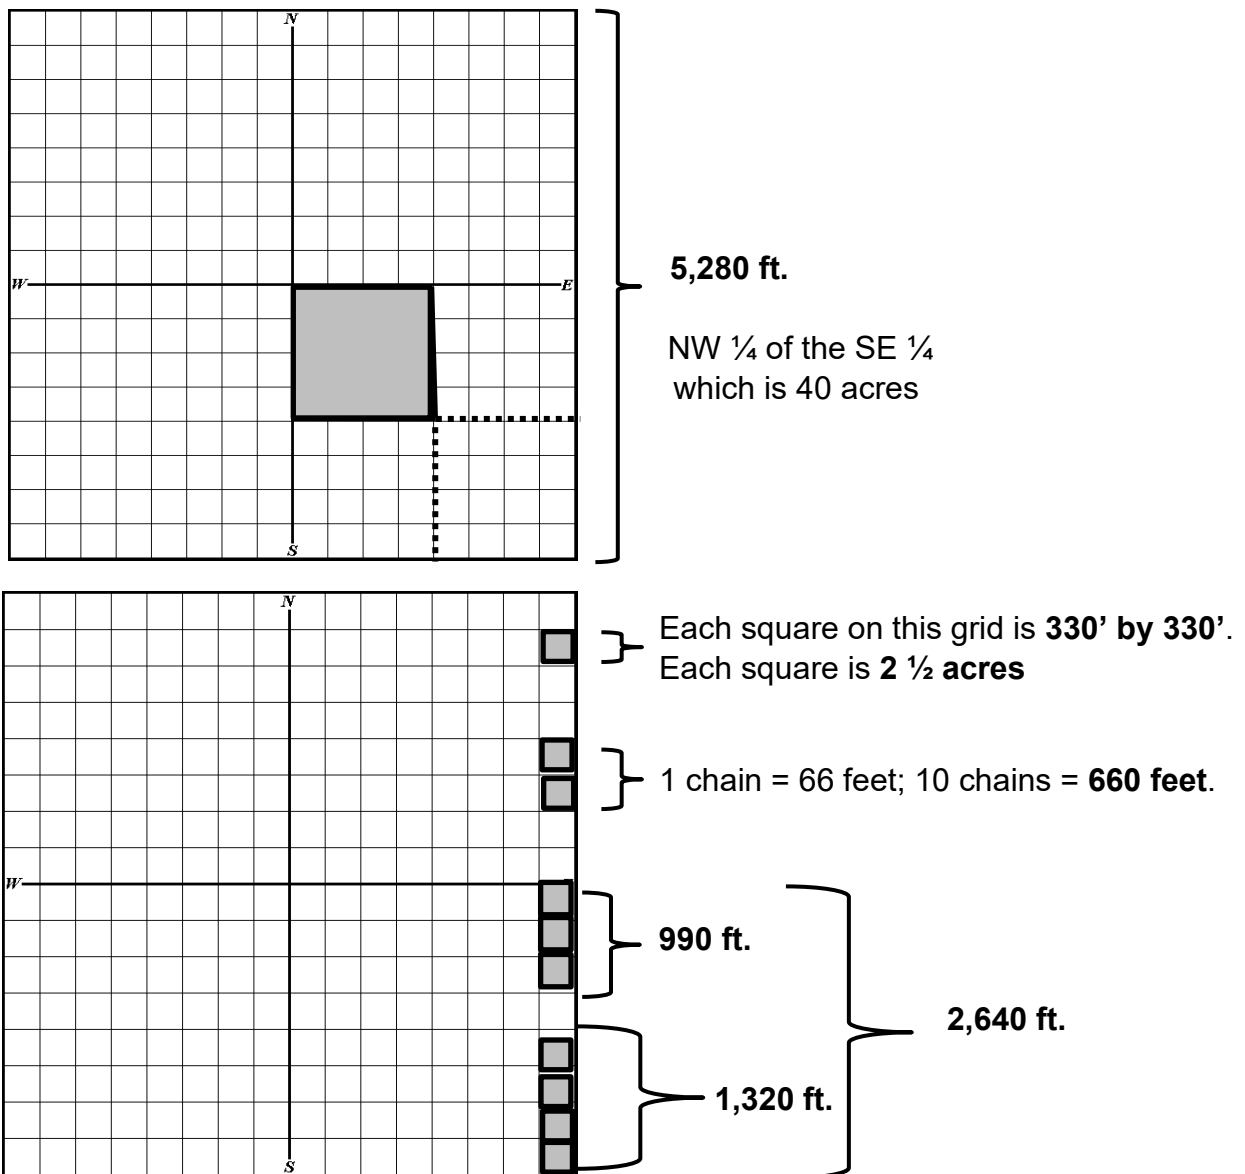 N
5,280 ft.
W
E
NW ¼ of the SE ¼
which is 40 acres
S
N
Each square on this grid is 330’ by 330’.
Each square is 2 ½ acres
1 chain = 66 feet; 10 chains = 660 feet.
W
990 ft.
2,640 ft.
1,320 ft.
S